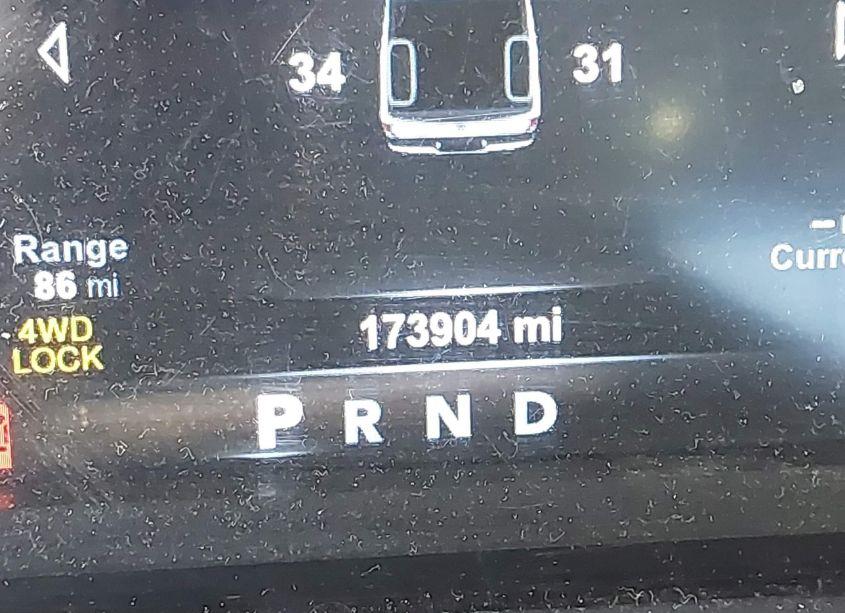 34
31
Range
86 mi
4WD
LOCK
173904 mi
P R N D